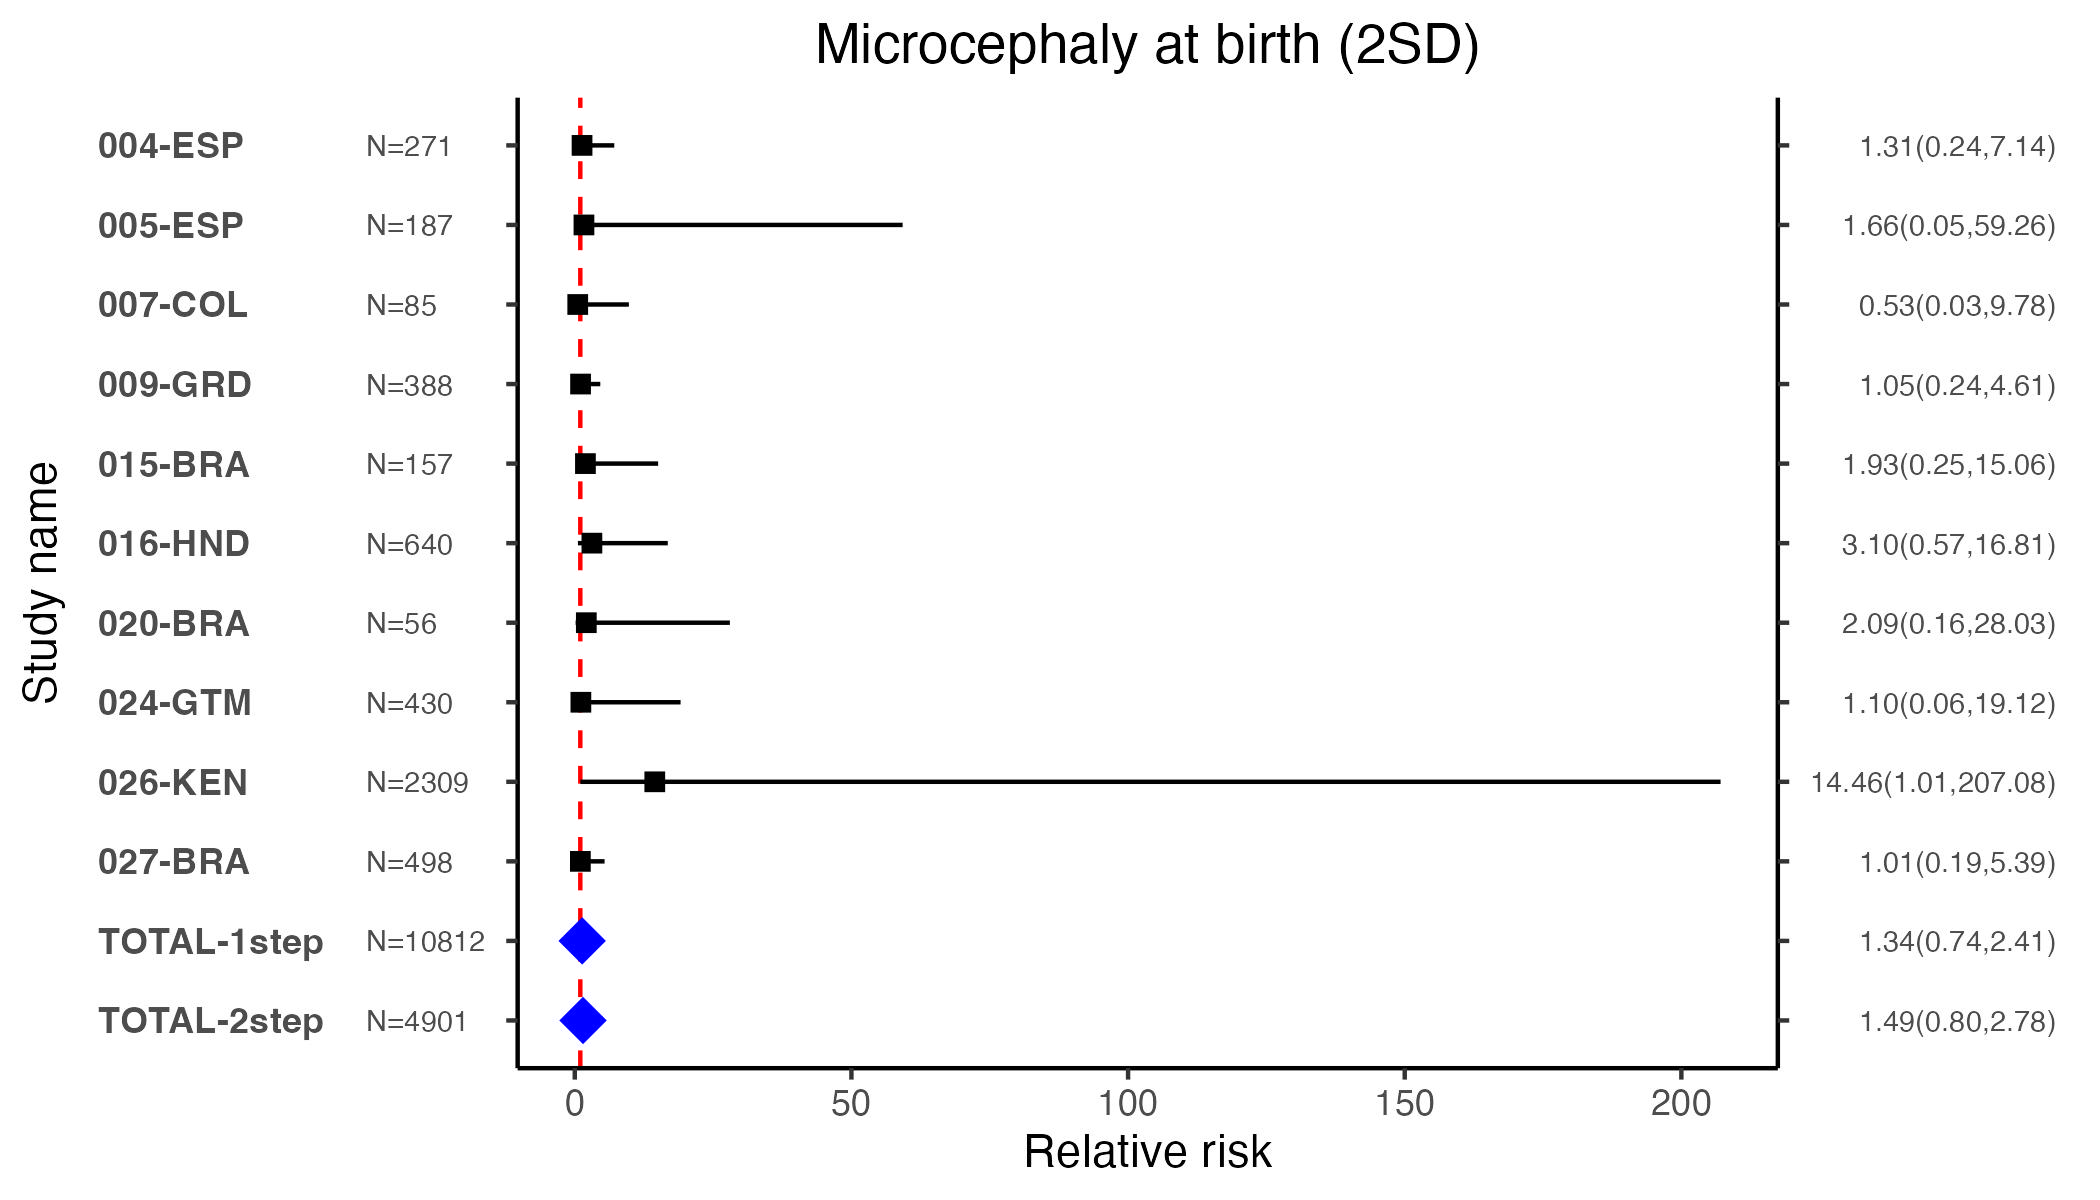 Microcephaly at birth (2SD)
Study name
004-ESP N=271 1.31(0.24,7.14)
005-ESP N=187 1.66(0.05,59.26)
007-COL N=85 0.53(0.03,9.78)
009-GRD N=388 1.05(0.24,4.61)
015-BRA N=157 1.93(0.25,15.06)
016-HND N=640 3.10(0.57,16.81)
020-BRA N=56 2.09(0.16,28.03)
024-GTM N=430 1.10(0.06,19.12)
026-KEN N=2309 14.46(1.01,207.08)
027-BRA N=498 1.01(0.19,5.39)
TOTAL-1step N=10812 1.34(0.74,2.41)
TOTAL-2step N=4901 1.49(0.80,2.78)
0 50 100 150 200
Relative risk